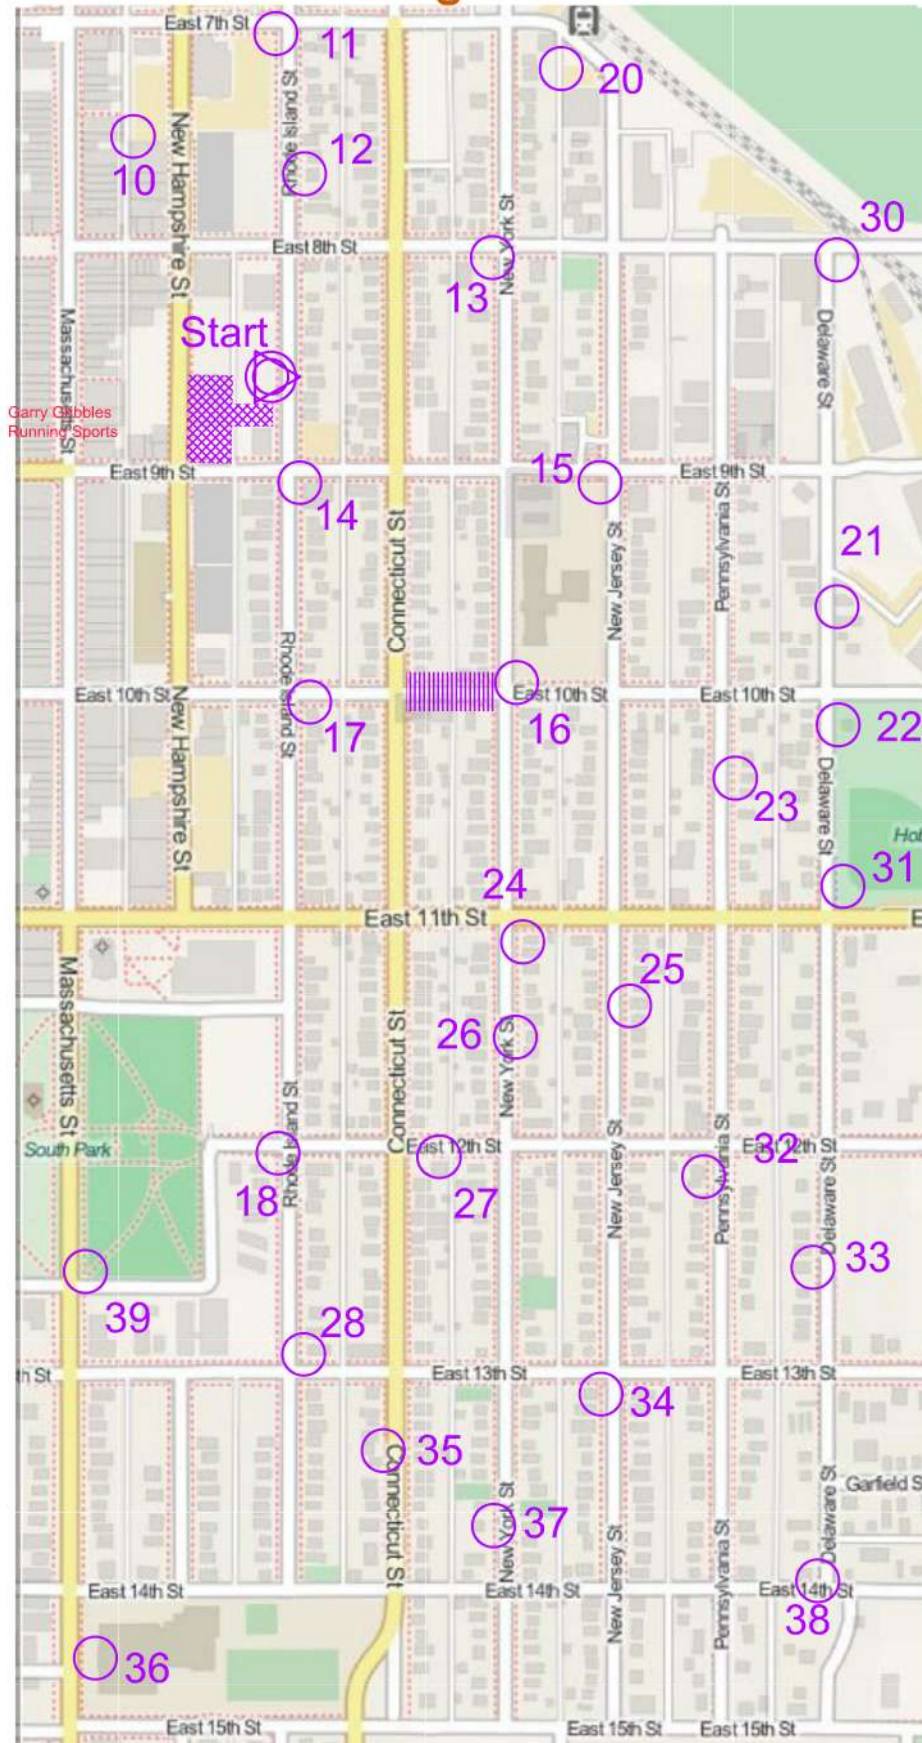 East 7th St
11
20
Rhode Island St
New Hampshire St
12
10
30
New York St
East 8th St
13
Start
Massachusetts St
Delaware St
Garry Gribbles
Running Sports
East 9th St
15
East 9th St
14
Pennsylvania St
Connecticut St
New Jersey St
21
Rhode Island St
East 10th St
New Hampshire St
East 10th St
East 10th St
17
16
22
Delaware St
23
Hob
24
31
East 11th St
E
Massachusetts St
25
26
New York St
Connecticut St
Rhode Island St
South Park
East 12th St
East 12th St
32
New Jersey St
Pennsylvania St
Delaware St
18
27
33
39
28
th St
East 13th St
East 13th St
34
35
Connecticut St
Garfield S
Delaware St
New York St
37
New Jersey St
Pennsylvania St
East 14th St
East 14th St
East 14th St
38
36
East 15th St
East 15th St
East 15th St